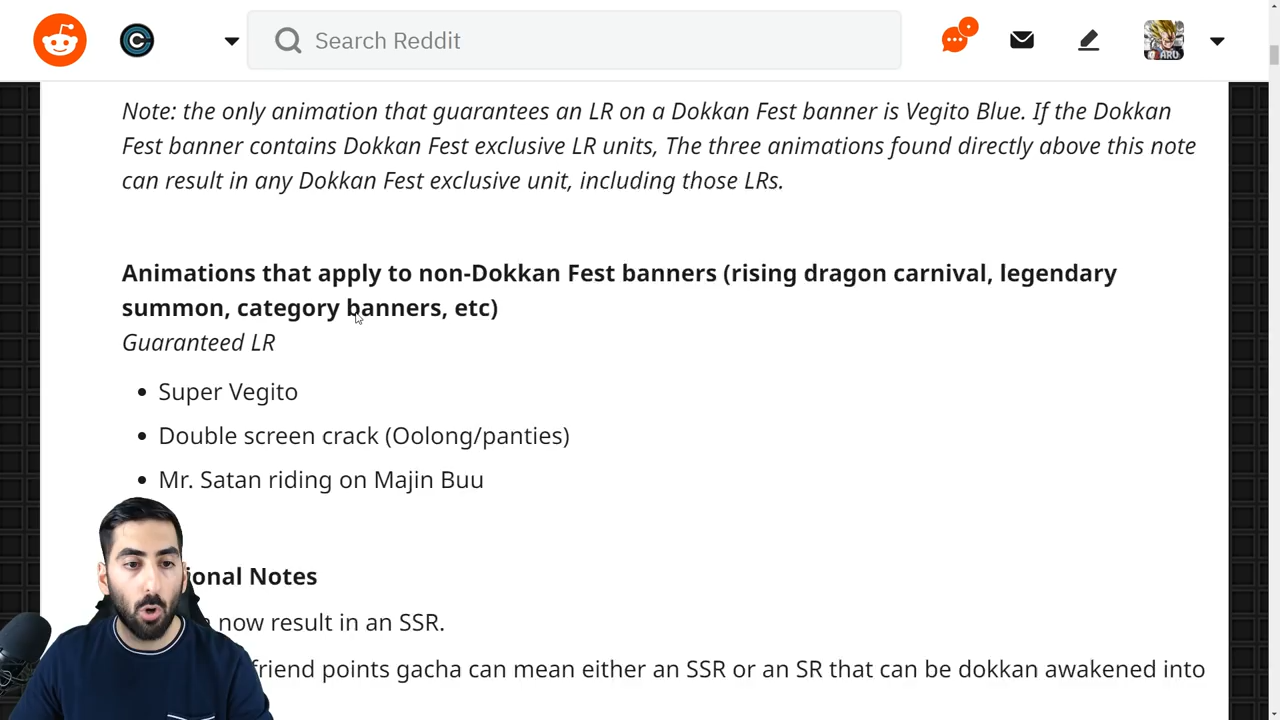 Search Reddit
Note: the only animation that guarantees an LR on a Dokkan Fest banner is Vegito Blue. If the Dokkan
Fest banner contains Dokkan Fest exclusive LR units, The three animations found directly above this note
can result in any Dokkan Fest exclusive unit, including those LRs.
Animations that apply to non-Dokkan Fest banners (rising dragon carnival, legendary
summon, category banners, etc)
Guaranteed LR
• Super Vegito
• Double screen crack (Oolong/panties)
• Mr. Satan riding on Majin Buu
ional Notes
now result in an SSR.
friend points gacha can mean either an SSR or an SR that can be dokkan awakened into